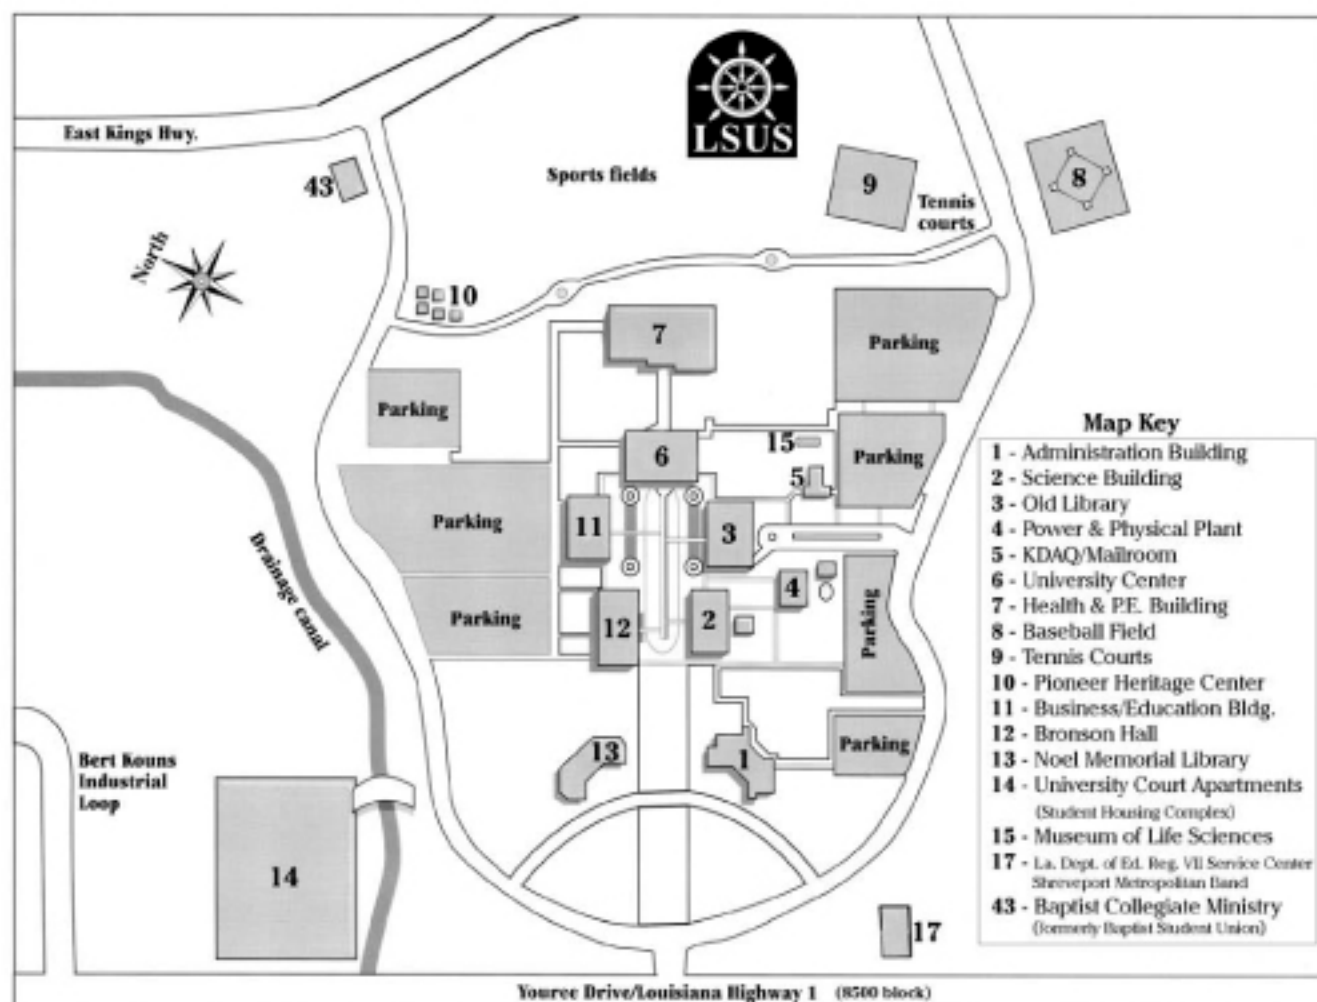 LSUS
East Kings Hwy.
43
Sports fields
9
8
Tennis
courts
North
10
7
Parking
Parking
Parking
6
15
5
Parking
Parking
11
3
Drainage canal
4
Parking
12
2
Parking
13
1
Parking
Bert Kouns
Industrial
Loop
14
17
Youree Drive/Louisiana Highway 1 (8500 block)
Map Key
1 - Administration Building
2 - Science Building
3 - Old Library
4 - Power & Physical Plant
5 - KDAQ/Mailroom
6 - University Center
7 - Health & P.E. Building
8 - Baseball Field
9 - Tennis Courts
10 - Pioneer Heritage Center
11 - Business/Education Bldg.
12 - Bronson Hall
13 - Noel Memorial Library
14 - University Court Apartments
(Student Housing Complex)
15 - Museum of Life Sciences
17 - La. Dept. of Ed. Reg. VII Service Center
Shreveport Metropolitan Band
43 - Baptist Collegiate Ministry
(formerly Baptist Student Union)